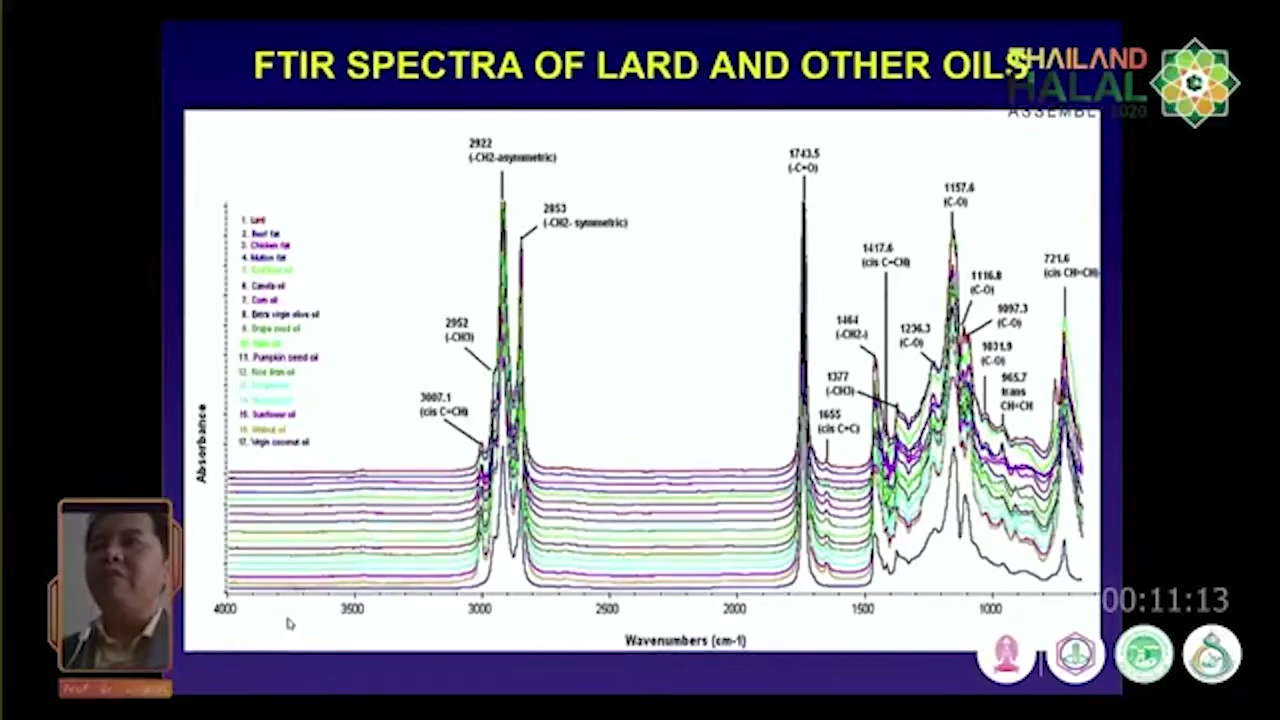 FTIR SPECTRA OF LARD AND OTHER OILS
THAILAND
HALAL
ASSEMBLY 2020
2922
(-CH2-asymmetric)
2853
(-CH2- symmetric)
2952
(-CH3)
3007.1
(cis C=CH)
1743.5
(-C=O)
1157.6
(C-O)
1417.6
(cis C=CH)
721.6
(cis CH=CH)
1116.8
(C-O)
1097.3
(C-O)
1464
(-CH2-)
1236.3
(C-O)
1031.9
(C-O)
1377
(-CH3)
965.7
trans
CH=CH
1655
(cis C=C)
1. Lard
2. Beef fat
3. Chicken fat
4. Mutton fat
6. Canola oil
7. Corn oil
8. Extra virgin olive oil
9. Grape seed oil
11. Pumpkin seed oil
12. Rice bran oil
15. Sunflower oil
16. Walnut oil
17. Virgin coconut oil
Absorbance
4000 3500 3000 2500 2000 1500 1000
Wavenumbers (cm-1)
00:11:13